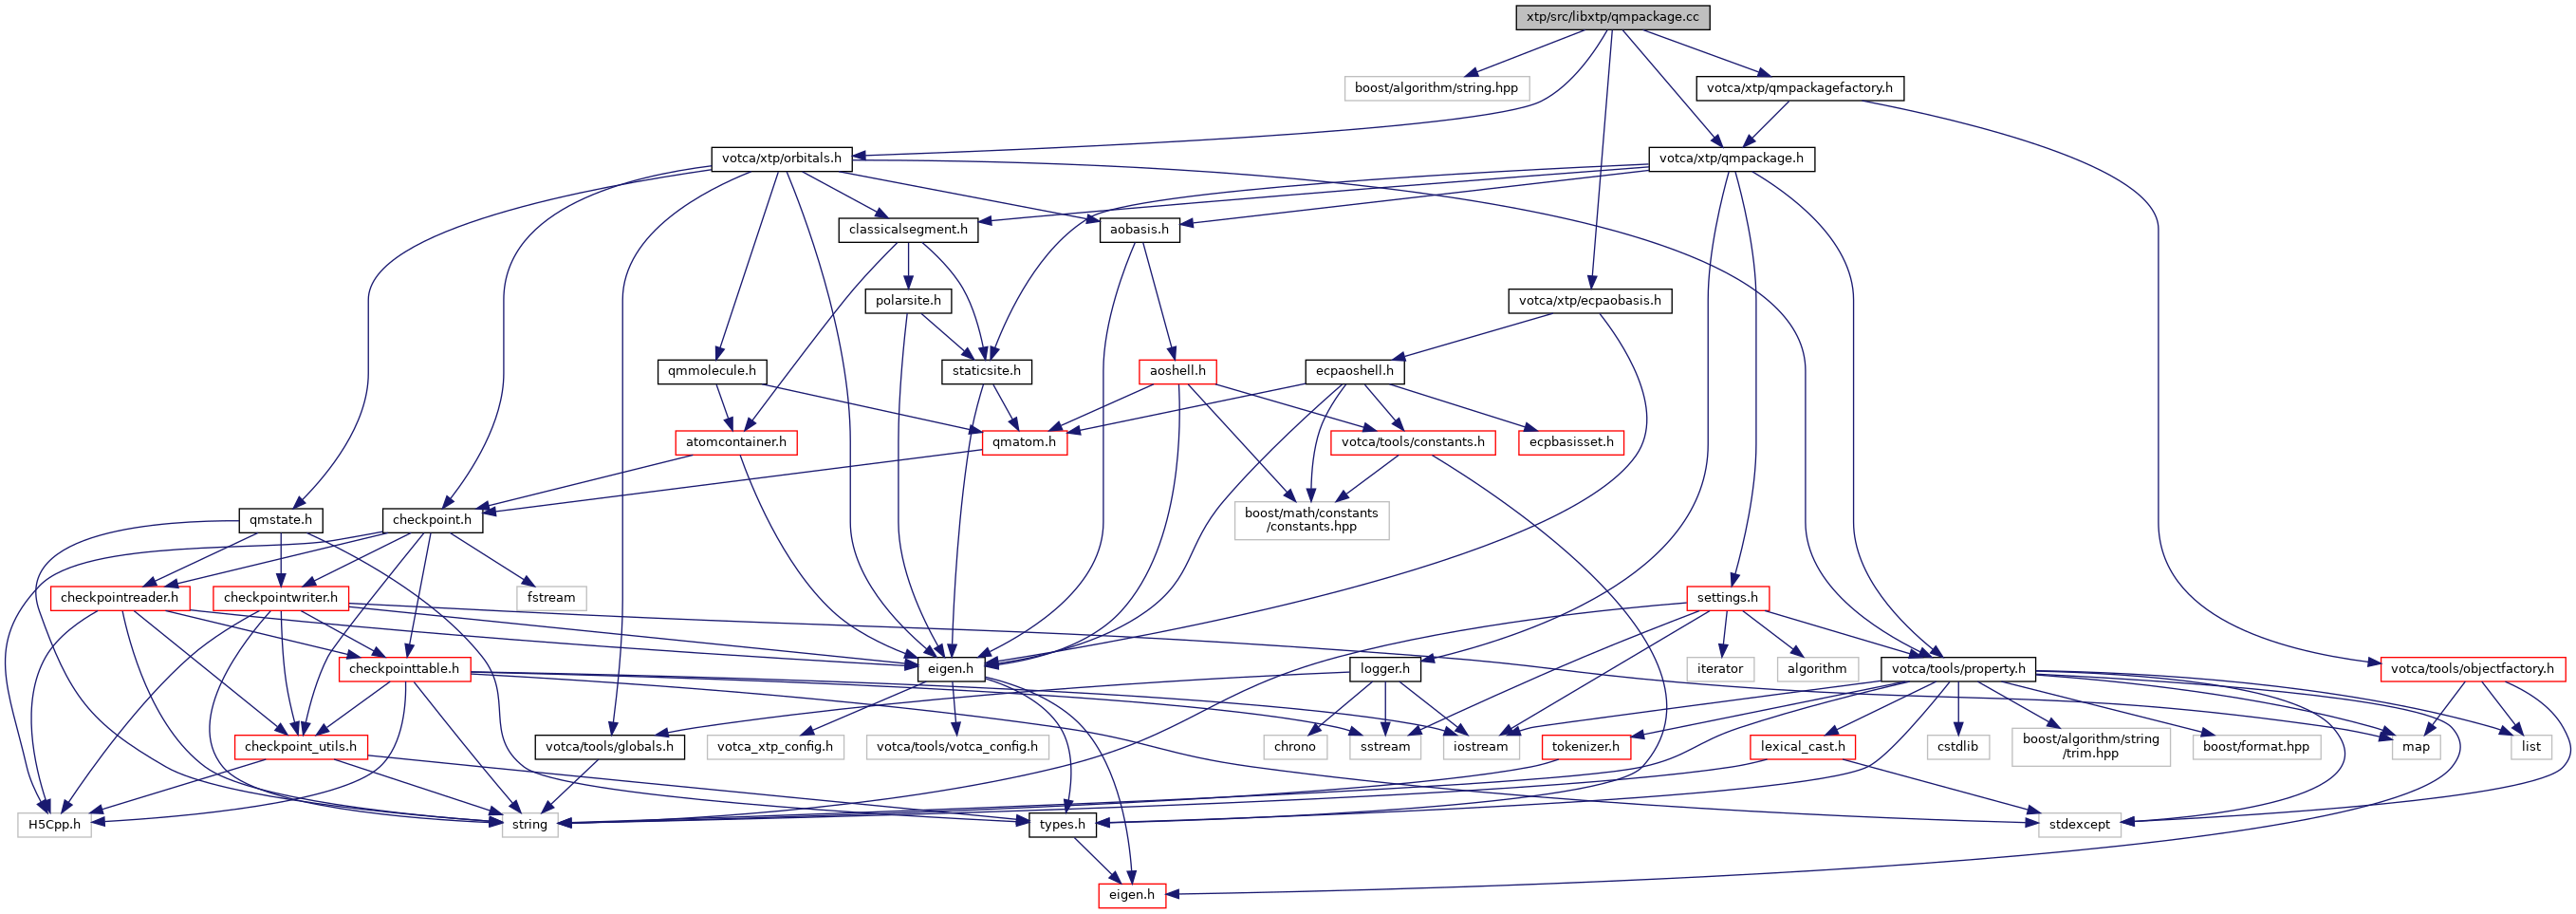 xtp/src/libxtp/qmpackage.cc
boost/algorithm/string.hpp
votca/xtp/qmpackagefactory.h
votca/xtp/orbitals.h
votca/xtp/qmpackage.h
classicalsegment.h
aobasis.h
polarsite.h
votca/xtp/ecpaobasis.h
qmmolecule.h
staticsite.h
aoshell.h
ecpaoshell.h
atomcontainer.h
qmatom.h
votca/tools/constants.h
ecpbasisset.h
qmstate.h
checkpoint.h
boost/math/constants
/constants.hpp
checkpointreader.h
checkpointwriter.h
fstream
settings.h
checkpointtable.h
eigen.h
logger.h
iterator
algorithm
votca/tools/property.h
votca/tools/objectfactory.h
checkpoint_utils.h
votca/tools/globals.h
votca_xtp_config.h
votca/tools/votca_config.h
chrono
sstream
iostream
tokenizer.h
lexical_cast.h
cstdlib
boost/algorithm/string
/trim.hpp
boost/format.hpp
map
list
H5Cpp.h
string
types.h
stdexcept
eigen.h